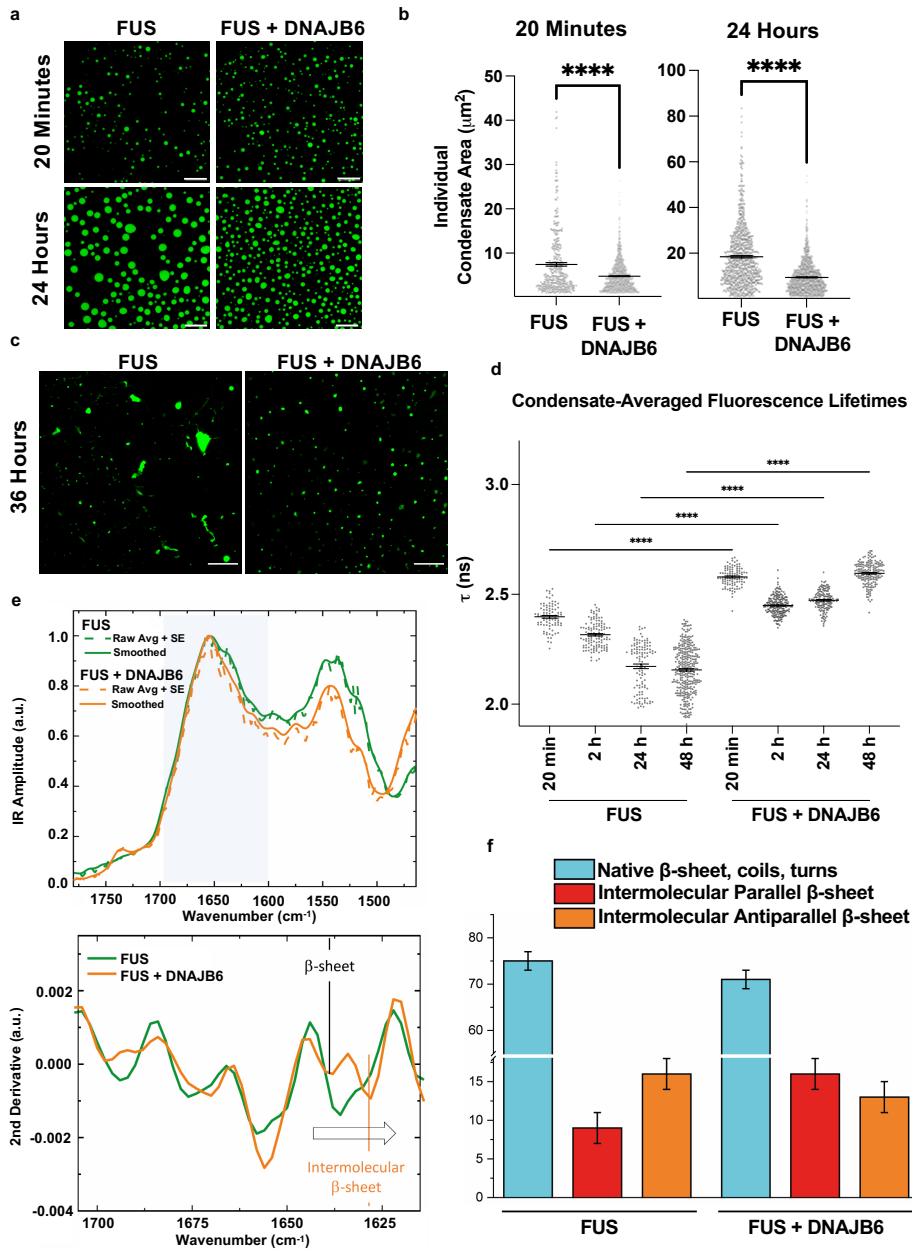 a
FUS
FUS + DNAJB6
20 Minutes
24 Hours
b
20 Minutes
24 Hours
Individual
Condensate Area (μm²)
50
40
30
20
10
****
FUS
FUS +
DNAJB6
100
80
60
40
20
****
FUS
FUS +
DNAJB6
c
FUS
FUS + DNAJB6
36 Hours
d
Condensate-Averaged Fluorescence Lifetimes
****
****
****
****
τ (ns)
3.0
2.5
2.0
20 min
2 h
24 h
48 h
20 min
2 h
24 h
48 h
FUS
FUS + DNAJB6
e
FUS
Raw Avg + SE
Smoothed
FUS + DNAJB6
Raw Avg + SE
Smoothed
IR Amplitude (a.u.)
1.0
0.8
0.6
0.4
0.2
0.0
1750
1700
1650
1600
1550
1500
Wavenumber (cm⁻¹)
FUS
FUS + DNAJB6
β-sheet
Intermolecular
β-sheet
2nd Derivative (a.u.)
0.002
0.000
-0.002
-0.004
1700
1675
1650
1625
Wavenumber (cm⁻¹)
f
Native β-sheet, coils, turns
Intermolecular Parallel β-sheet
Intermolecular Antiparallel β-sheet
75
70
60
15
10
5
0
FUS
FUS + DNAJB6